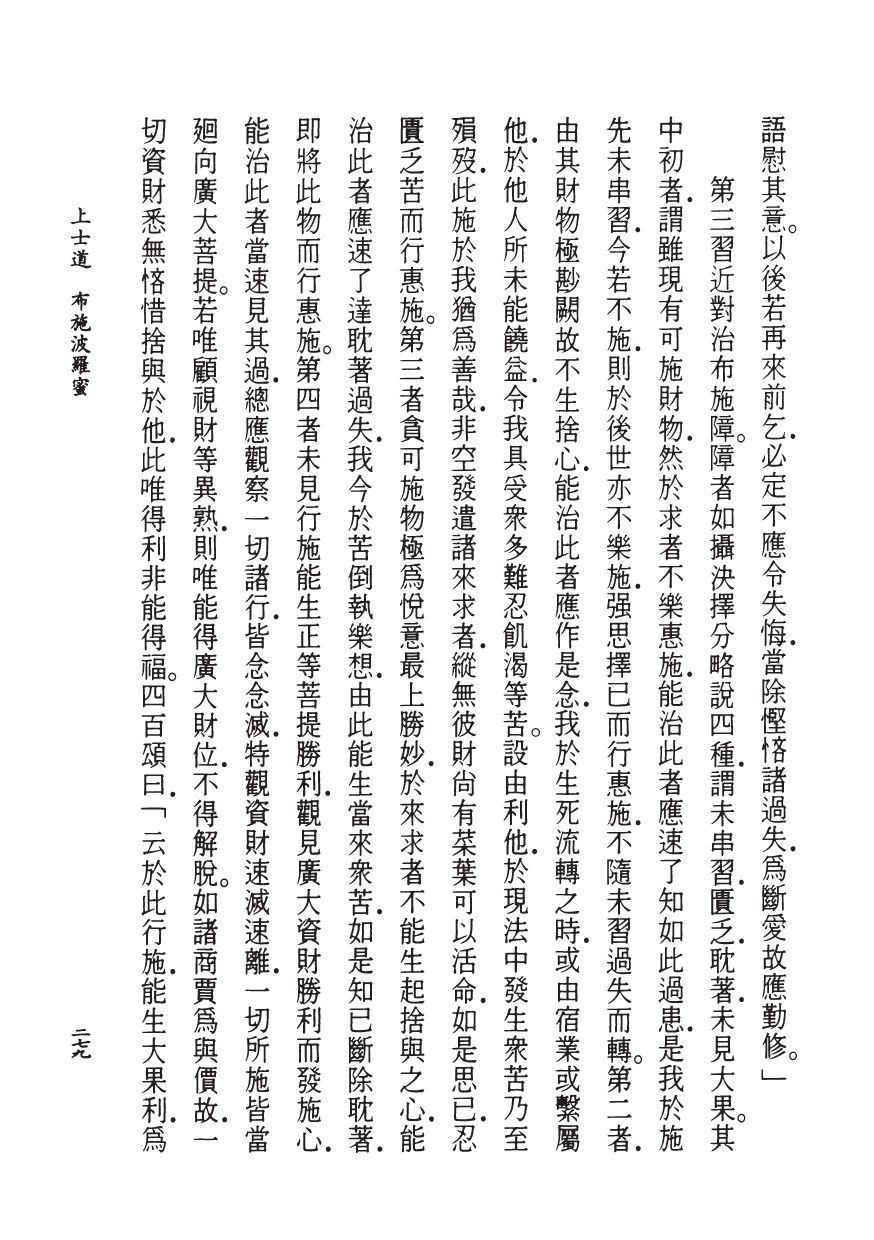 語慰其意。以後若再來前乞．必定不應令失悔．當除慳悋諸過失．爲斷愛故應勤修。﹂
第三習近對治布施障。障者如攝決擇分略說四種．謂未串習．匱乏．耽著．未見大果。其
中初者．謂雖現有可施財物．然於求者不樂惠施．能治此者應速了知如此過患．是我於施
先未串習．今若不施．則於後世亦不樂施．强思擇已而行惠施．不隨未習過失而轉。第二者．
由其財物極尠闕故不生捨心．能治此者應作是念．我於生死流轉之時．或由宿業或繫屬
他．於他人所未能饒益．令我具受衆多難忍飢渴等苦。設由利他．於現法中發生衆苦乃至
殞歿．此施於我猶爲善哉．非空發遣諸來求者．縱無彼財尙有菜葉可以活命．如是思已．忍
匱乏苦而行惠施。第三者貪可施物極爲悅意最上勝妙．於來求者不能生起捨與之心．能
治此者應速了達耽著過失．我今於苦倒執樂想．由此能生當來衆苦．如是知已斷除耽著．
即將此物而行惠施。第四者未見行施能生正等菩提勝利．觀見廣大資財勝利而發施心．
能治此者當速見其過．總應觀察一切諸行．皆念念滅．特觀資財速滅速離．一切所施皆當
廻向廣大菩提。若唯顧視財等異熟．則唯能得廣大財位．不得解脫。如諸商賈爲與價故．一
切資財悉無悋惜捨與於他．此唯得利非能得福。四百頌曰．﹁云於此行施．能生大果利．爲
上士道　布施波羅蜜
二七九